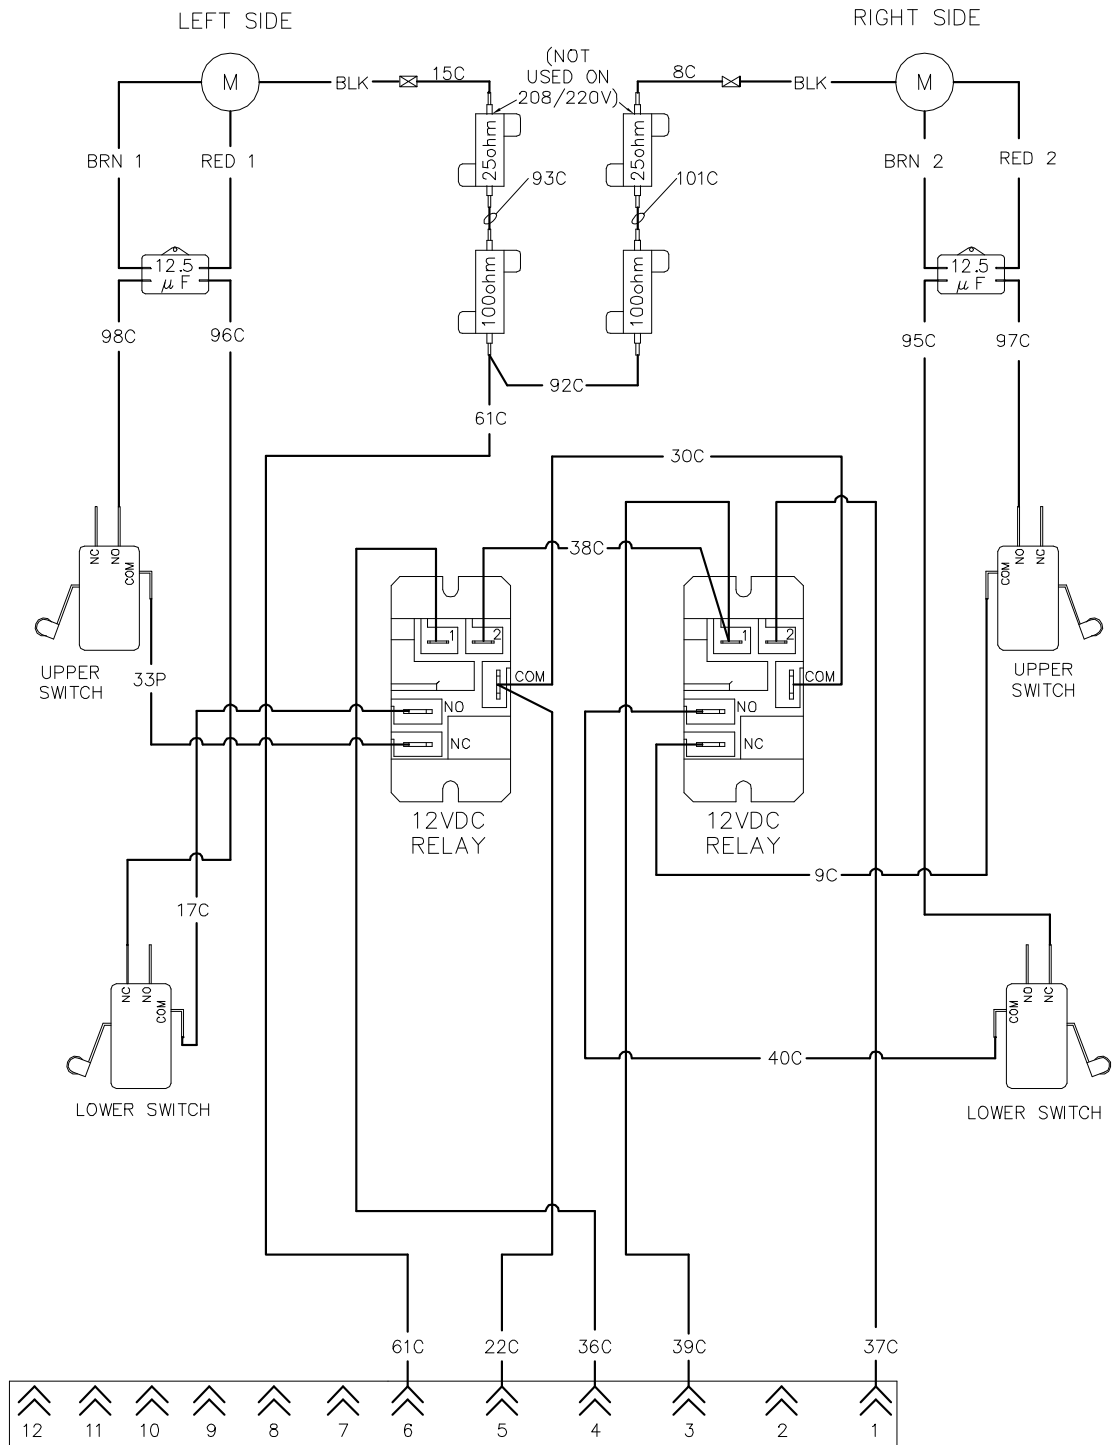 LEFT SIDE
RIGHT SIDE
M
BLK
15C
(NOT
USED ON
208/220V)
8C
BLK
M
BRN 1
RED 1
25ohm
25ohm
BRN 2
RED 2
93C
101C
12.5
µF
100ohm
100ohm
12.5
µF
98C
96C
95C
97C
92C
61C
30C
NC
NO
COM
38C
NO
NC
COM
1
2
1
2
UPPER
SWITCH
33P
COM
COM
UPPER
SWITCH
NO
NO
NC
NC
12VDC
RELAY
12VDC
RELAY
9C
17C
NC
NO
COM
COM
NO
NC
40C
LOWER SWITCH
LOWER SWITCH
61C
22C
36C
39C
37C
12
11
10
9
8
7
6
5
4
3
2
1